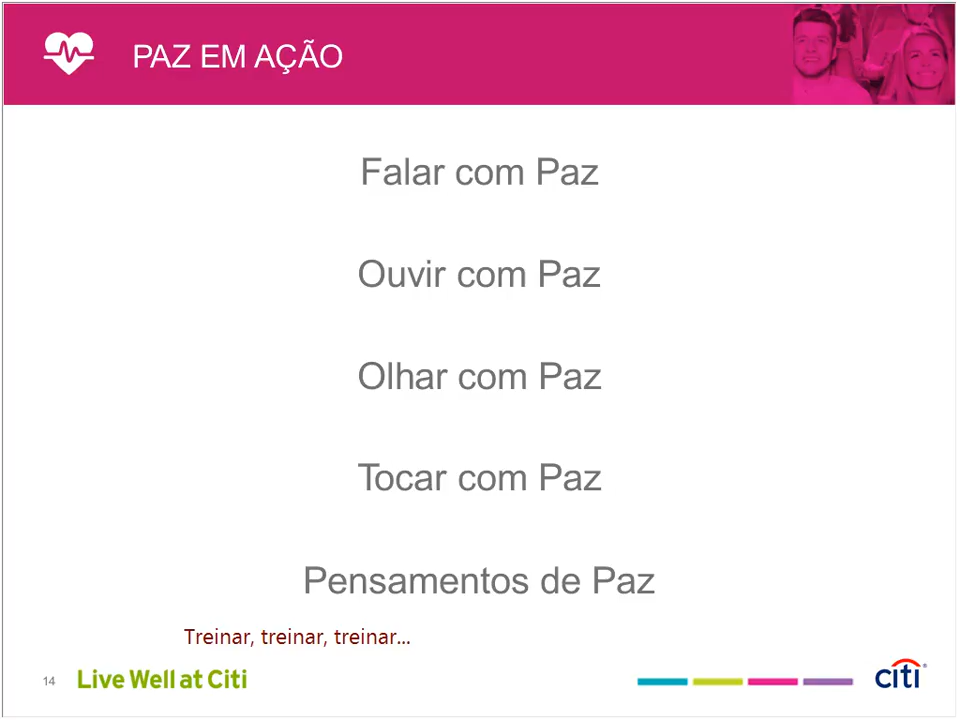 PAZ EM AÇÃO
Falar com Paz
Ouvir com Paz
Olhar com Paz
Tocar com Paz
Pensamentos de Paz
Treinar, treinar, treinar...
14 Live Well at Citi
citi®